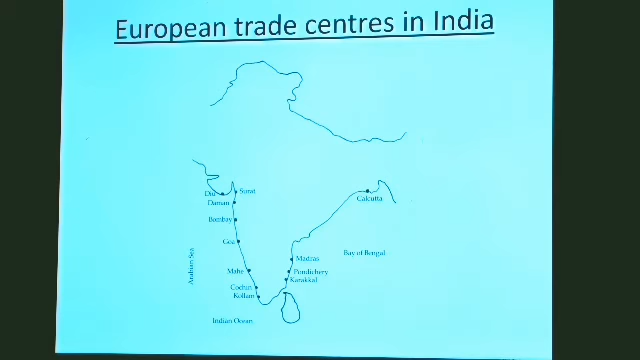 European trade centres in India
Diu
Surat
Daman
Calcutta
Bombay
Goa
Bay of Bengal
Madras
Arabian Sea
Mahe
Pondichery
Karakkal
Cochin
Kollam
Indian Ocean